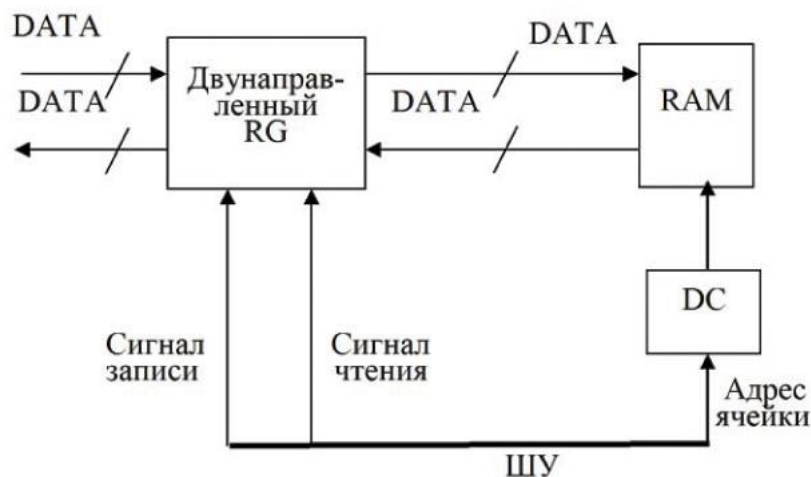 DATA
DATA
Двунаправ-
ленный
RG
DATA
DATA
RAM
DC
Сигнал
записи
Сигнал
чтения
Адрес
ячейки
ШУ